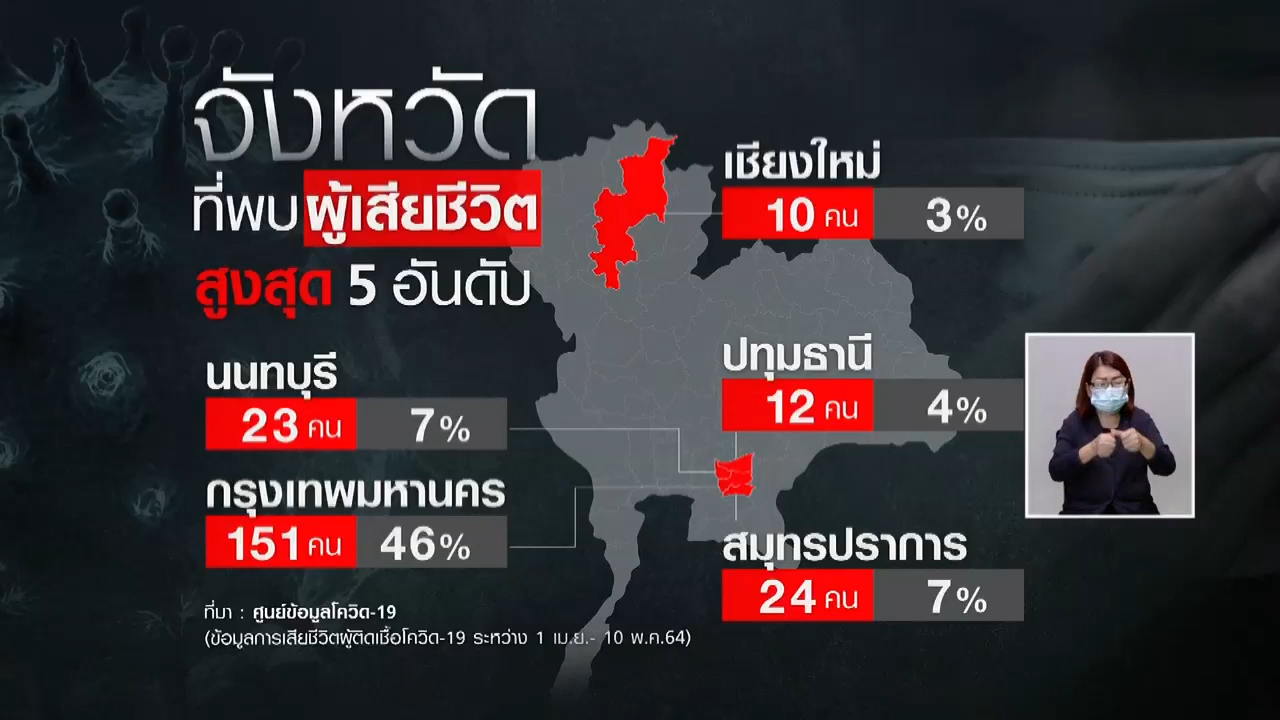 จังหวัด
ที่พบผู้เสียชีวิต
สูงสุด 5 อันดับ
เชียงใหม่
10 คน 3%
นนทบุรี
23 คน 7%
ปทุมธานี
12 คน 4%
กรุงเทพมหานคร
151 คน 46%
สมุทรปราการ
24 คน 7%
ที่มา : ศูนย์ข้อมูลโควิด-19
(ข้อมูลการเสียชีวิตผู้ติดเชื้อโควิด-19 ระหว่าง 1 เม.ย.- 10 พ.ค.64)